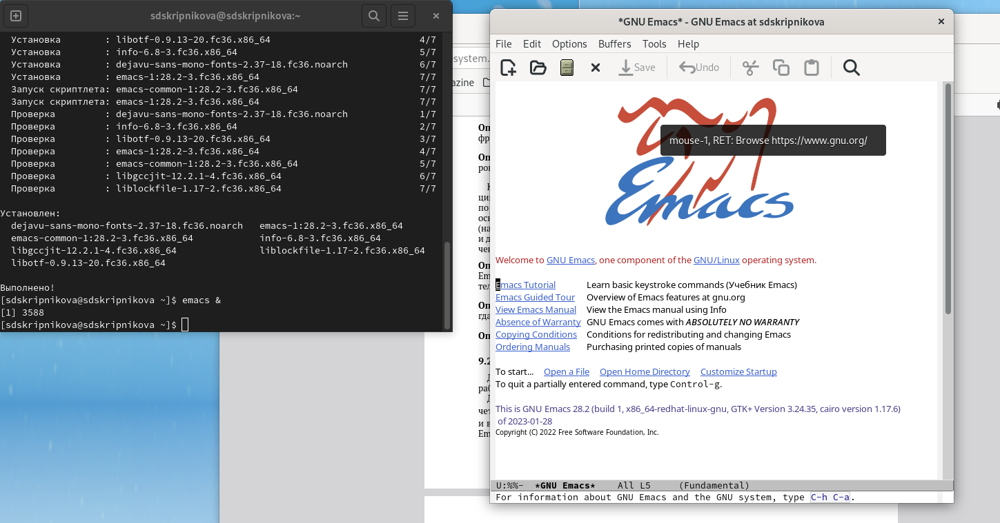 sdskripnikova@sdskripnikova:~
Установка : libotf-0.9.13-20.fc36.x86_64 4/7
Установка : info-6.8-3.fc36.x86_64 5/7
Установка : dejavu-sans-mono-fonts-2.37-18.fc36.noarch 6/7
Установка : emacs-1:28.2-3.fc36.x86_64 7/7
Запуск скриптлета: emacs-common-1:28.2-3.fc36.x86_64 7/7
Запуск скриптлета: emacs-1:28.2-3.fc36.x86_64 7/7
Проверка : dejavu-sans-mono-fonts-2.37-18.fc36.noarch 1/7
Проверка : info-6.8-3.fc36.x86_64 2/7
Проверка : libotf-0.9.13-20.fc36.x86_64 3/7
Проверка : emacs-1:28.2-3.fc36.x86_64 4/7
Проверка : emacs-common-1:28.2-3.fc36.x86_64 5/7
Проверка : libgccjit-12.2.1-4.fc36.x86_64 6/7
Проверка : liblockfile-1.17-2.fc36.x86_64 7/7
Установлен:
dejavu-sans-mono-fonts-2.37-18.fc36.noarch emacs-1:28.2-3.fc36.x86_64
emacs-common-1:28.2-3.fc36.x86_64 info-6.8-3.fc36.x86_64
libgccjit-12.2.1-4.fc36.x86_64 liblockfile-1.17-2.fc36.x86_64
libotf-0.9.13-20.fc36.x86_64
Выполнено!
[sdskripnikova@sdskripnikova ~]$ emacs &
[1] 3588
[sdskripnikova@sdskripnikova ~]$
*GNU Emacs* - GNU Emacs at sdskripnikova
File Edit Options Buffers Tools Help
Save Undo
Emacs
mouse-1, RET: Browse https://www.gnu.org/
Welcome to GNU Emacs, one component of the GNU/Linux operating system.
Emacs Tutorial Learn basic keystroke commands (Учебник Emacs)
Emacs Guided Tour Overview of Emacs features at gnu.org
View Emacs Manual View the Emacs manual using Info
Absence of Warranty GNU Emacs comes with ABSOLUTELY NO WARRANTY
Copying Conditions Conditions for redistributing and changing Emacs
Ordering Manuals Purchasing printed copies of manuals
To start... Open a File Open Home Directory Customize Startup
To quit a partially entered command, type Control-g.
This is GNU Emacs 28.2 (build 1, x86_64-redhat-linux-gnu, GTK+ Version 3.24.35, cairo version 1.17.6)
of 2023-01-28
Copyright (C) 2022 Free Software Foundation, Inc.
U:%%- *GNU Emacs* All L5 (Fundamental)
For information about GNU Emacs and the GNU system, type C-h C-a.